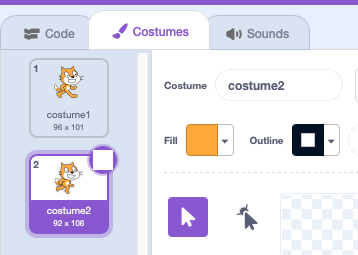 Code
Costumes
Sounds
1
costume1
96 x 101
2
costume2
92 x 106
Costume
costume2
Fill
Outline